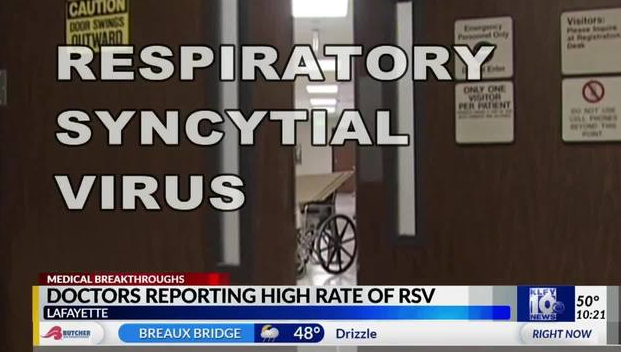 CAUTION
DOOR SWINGS
OUTWARD
RESPIRATORY
SYNCYTIAL
VIRUS
Emergency
Personnel Only
Enter
ONLY ONE
VISITOR
PER PATIENT
Visitors:
Please Inquire
at Registration
Desk
DO NOT USE
CELL PHONES
BEYOND THIS
POINT
MEDICAL BREAKTHROUGHS
DOCTORS REPORTING HIGH RATE OF RSV
LAFAYETTE
KLFY
10
NEWS
50°
10:21
BUTCHER
BREAUX BRIDGE
48°
Drizzle
RIGHT NOW